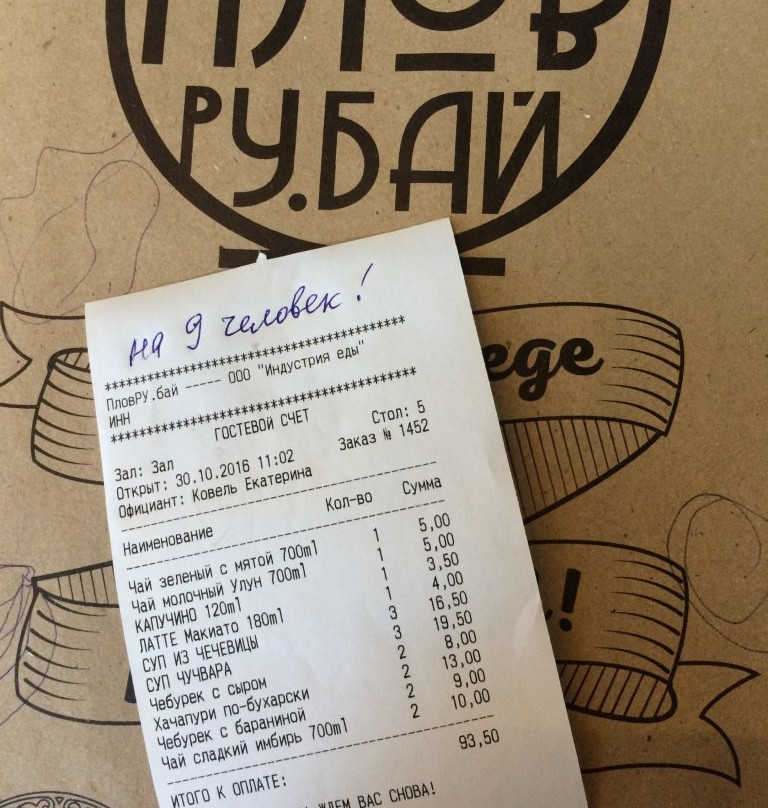 ПЛОВ
РУ.БАЙ
на 9 человек!
****************************************
ПловРУ.бай ----- ООО "Индустрия еды"
ИНН
****************************************
ГОСТЕВОЙ СЧЕТ
Зал: Зал Стол: 5
Открыт: 30.10.2016 11:02 Заказ № 1452
Официант: Ковель Екатерина
Наименование Кол-во Сумма
Чай зеленый с мятой 700ml 1 5,00
Чай молочный Улун 700ml 1 5,00
КАПУЧИНО 120ml 1 3,50
ЛАТТЕ Макиато 180ml 1 4,00
СУП ИЗ ЧЕЧЕВИЦЫ 3 16,50
СУП ЧУЧВАРА 3 19,50
Чебурек с сыром 2 8,00
Хачапури по-бухарски 2 13,00
Чебурек с бараниной 2 9,00
Чай сладкий имбирь 700ml 2 10,00
ИТОГО К ОПЛАТЕ: 93,50
ЖДЕМ ВАС СНОВА!